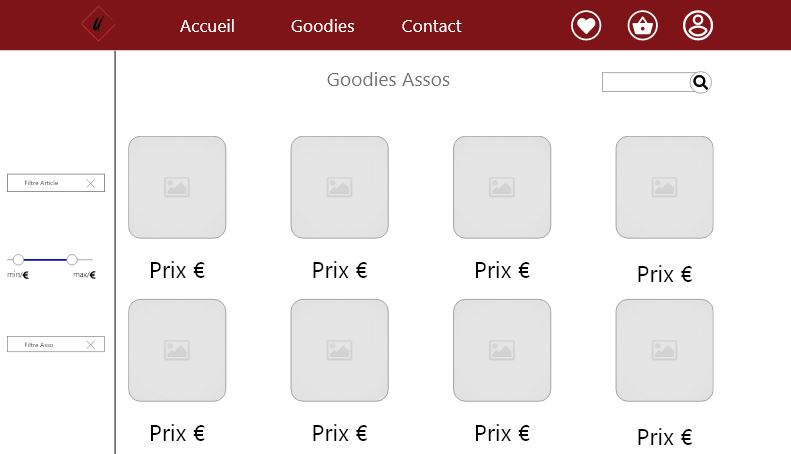 Accueil Goodies Contact
Goodies Assos
Filtre Article
min/€ max/€
Filtre Asso
Prix € Prix € Prix € Prix €
Prix € Prix € Prix € Prix €